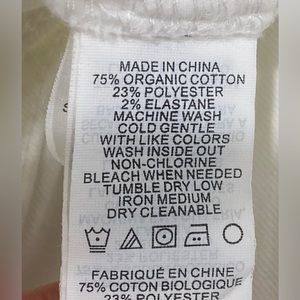 MADE IN CHINA
75% ORGANIC COTTON
23% POLYESTER
2% ELASTANE
MACHINE WASH
COLD GENTLE
WITH LIKE COLORS
WASH INSIDE OUT
NON-CHLORINE
BLEACH WHEN NEEDED
TUMBLE DRY LOW
IRON MEDIUM
DRY CLEANABLE
FABRIQUÉ EN CHINE
75% COTON BIOLOGIQUE
23% POLYESTER